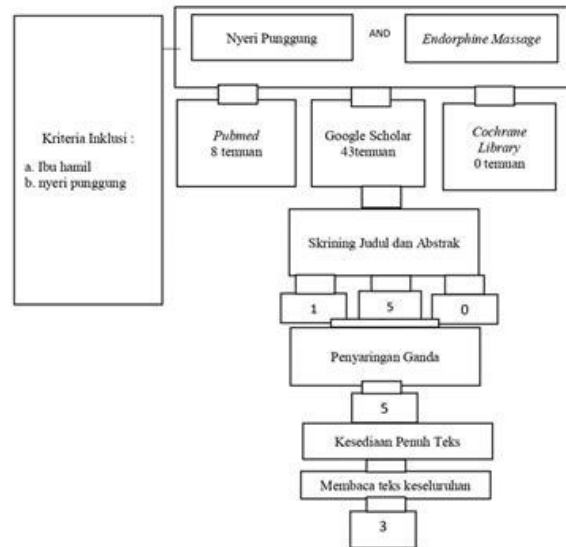 Nyeri Punggung
AND
Endorphine Massage
Kriteria Inklusi :
a. Ibu hamil
b. nyeri punggung
Pubmed
8 temuan
Google Scholar
43temuan
Cochrane
Library
0 temuan
Skrining Judul dan Abstrak
1
5
0
Penyaringan Ganda
5
Kesediaan Penuh Teks
Membaca teks keseluruhan
3